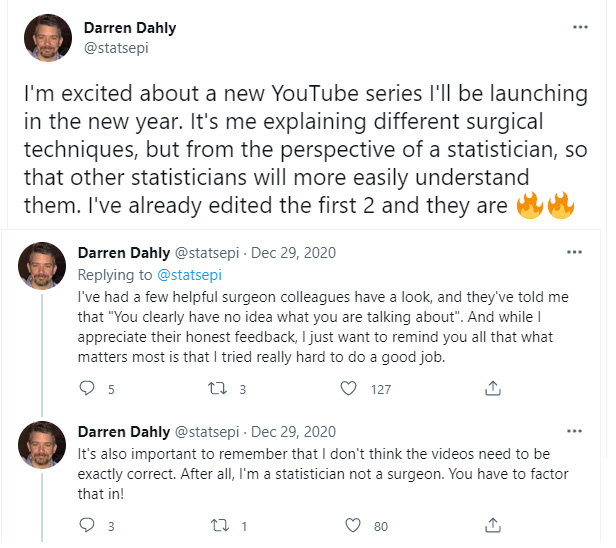 Darren Dahly
@statsepi
I'm excited about a new YouTube series I'll be launching
in the new year. It's me explaining different surgical
techniques, but from the perspective of a statistician, so
that other statisticians will more easily understand
them. I've already edited the first 2 and they are 🔥🔥
Darren Dahly @statsepi · Dec 29, 2020
Replying to @statsepi
I've had a few helpful surgeon colleagues have a look, and they've told me
that "You clearly have no idea what you are talking about". And while I
appreciate their honest feedback, I just want to remind you all that what
matters most is that I tried really hard to do a good job.
5 3 127
Darren Dahly @statsepi · Dec 29, 2020
It's also important to remember that I don't think the videos need to be
exactly correct. After all, I'm a statistician not a surgeon. You have to factor
that in!
3 1 80